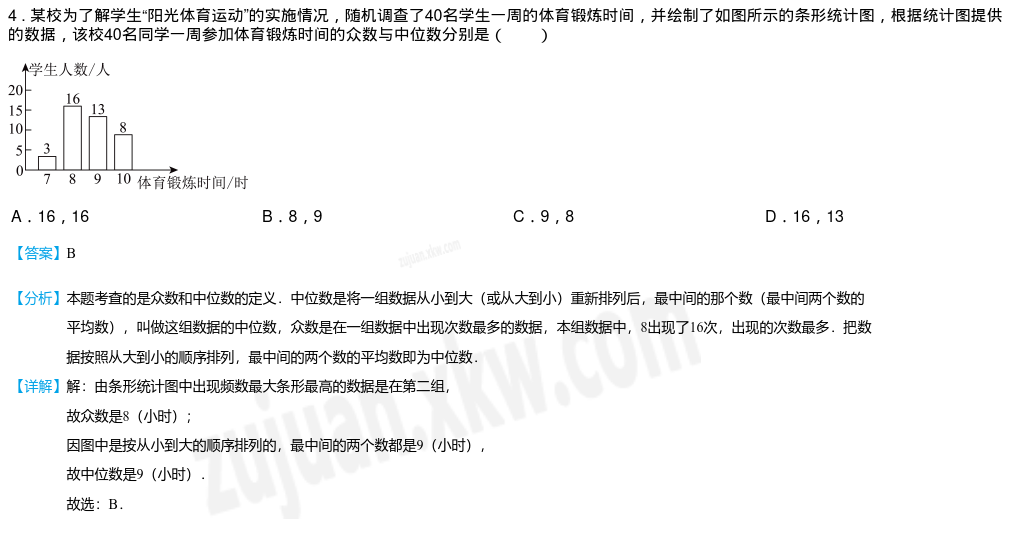 4．某校为了解学生“阳光体育运动”的实施情况，随机调查了40名学生一周的体育锻炼时间，并绘制了如图所示的条形统计图，根据统计图提供
的数据，该校40名同学一周参加体育锻炼时间的众数与中位数分别是（　　）
学生人数/人
20
15
10
5
0
3
16
13
8
7 8 9 10 体育锻炼时间/时
A．16，16 B．8，9 C．9，8 D．16，13
【答案】B
【分析】本题考查的是众数和中位数的定义．中位数是将一组数据从小到大（或从大到小）重新排列后，最中间的那个数（最中间两个数的
平均数），叫做这组数据的中位数，众数是在一组数据中出现次数最多的数据，本组数据中，8出现了16次，出现的次数最多．把数
据按照从大到小的顺序排列，最中间的两个数的平均数即为中位数．
【详解】解：由条形统计图中出现频数最大条形最高的数据是在第二组，
故众数是8（小时）；
因图中是按从小到大的顺序排列的，最中间的两个数都是9（小时），
故中位数是9（小时）．
故选：B．
zujuan.xkw.com
zujuan.xkw.com